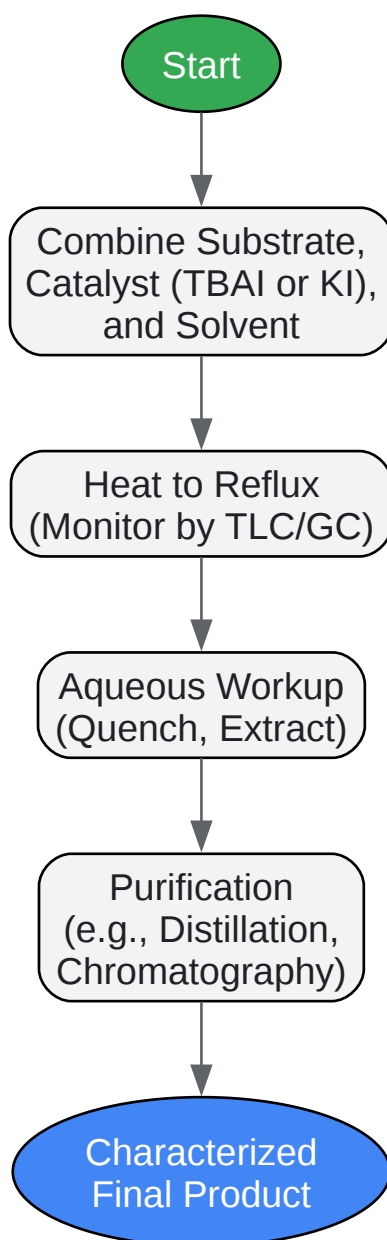 Start
Combine Substrate,
Catalyst (TBAI or KI),
and Solvent
Heat to Reflux
(Monitor by TLC/GC)
Aqueous Workup
(Quench, Extract)
Purification
(e.g., Distillation,
Chromatography)
Characterized
Final Product